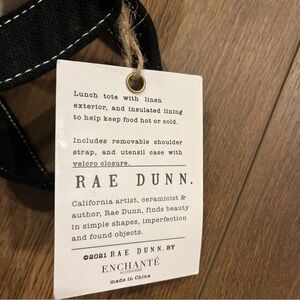 Lunch tote with linen
exterior, and insulated lining
to help keep food hot or cold.
Includes removable shoulder
strap, and utensil case with
velcro closure.
RAE DUNN.
California artist, ceramicist &
author, Rae Dunn, finds beauty
in simple shapes, imperfection
and found objects.
©2021 RAE DUNN, BY
ENCHANTÉ
ACCESSORIES
made in China